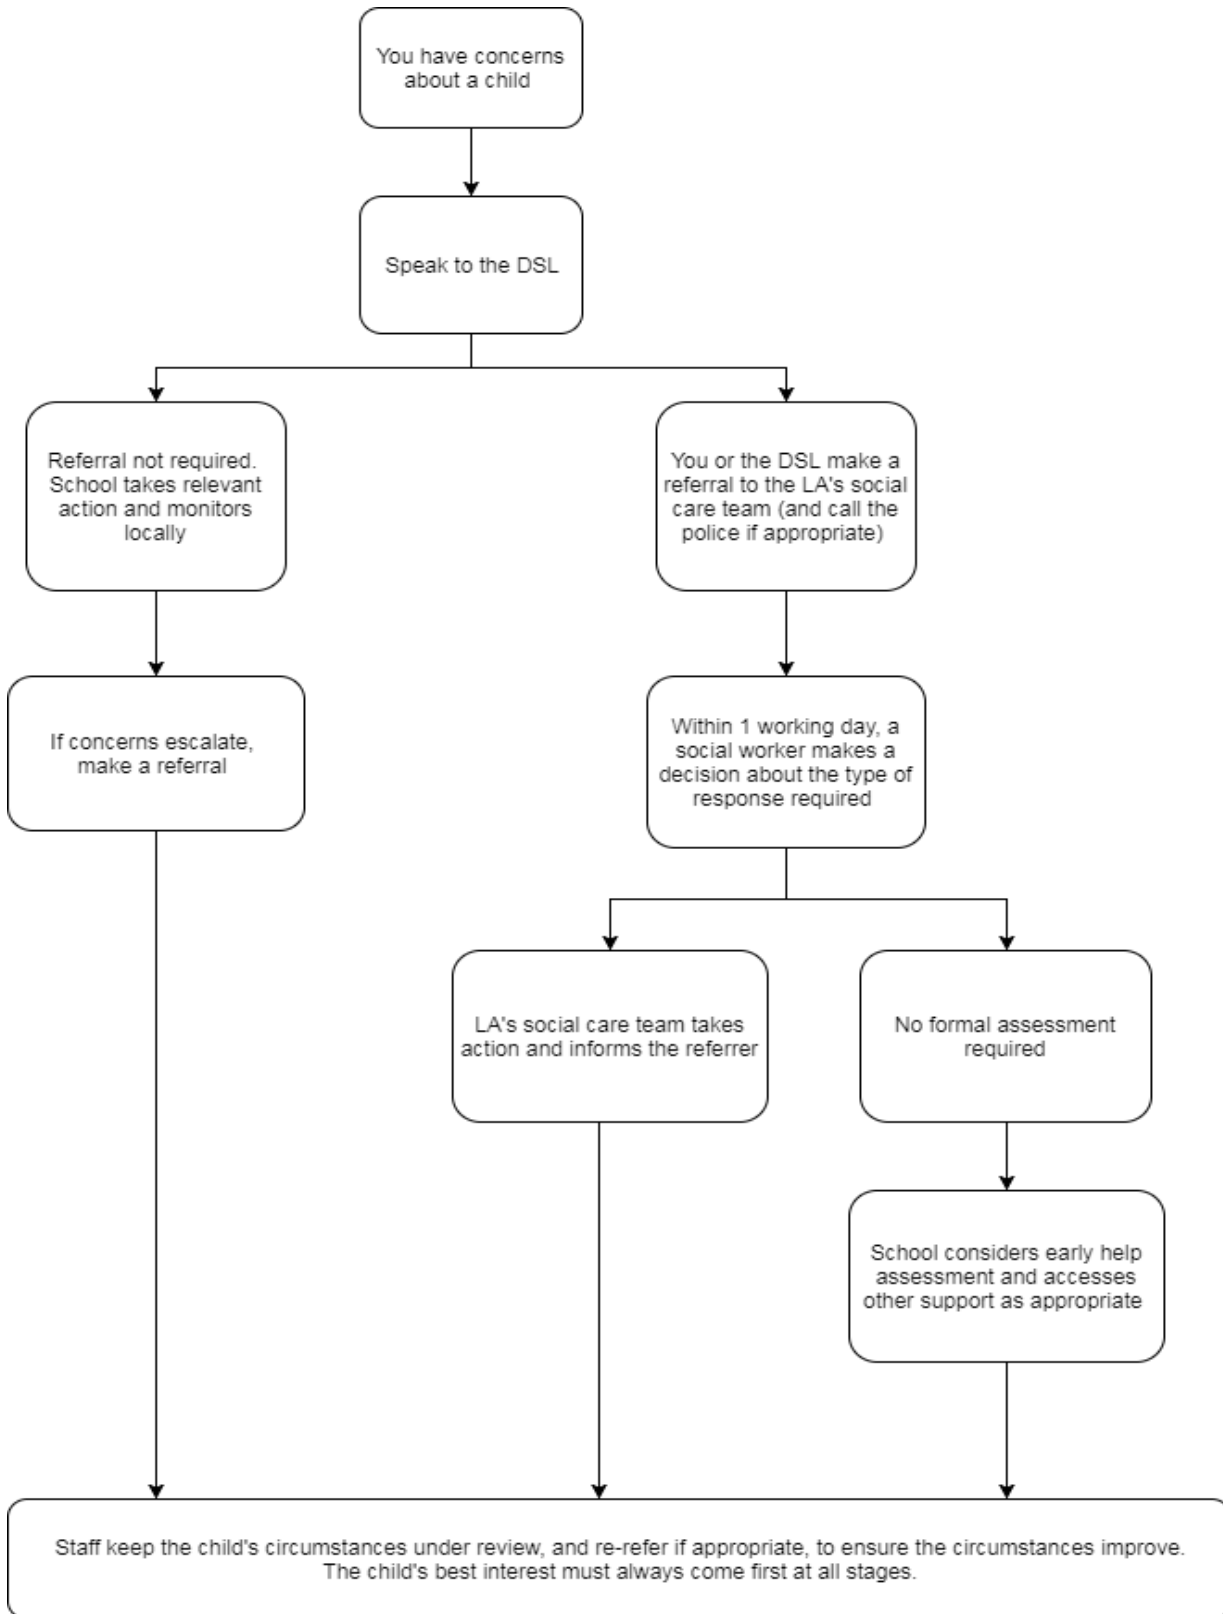 You have concerns
about a child
Speak to the DSL
Referral not required.
School takes relevant
action and monitors
locally
You or the DSL make a
referral to the LA's social
care team (and call the
police if appropriate)
If concerns escalate,
make a referral
Within 1 working day, a
social worker makes a
decision about the type of
response required
LA's social care team takes
action and informs the referrer
No formal assessment
required
School considers early help
assessment and accesses
other support as appropriate
Staff keep the child's circumstances under review, and re-refer if appropriate, to ensure the circumstances improve.
The child's best interest must always come first at all stages.